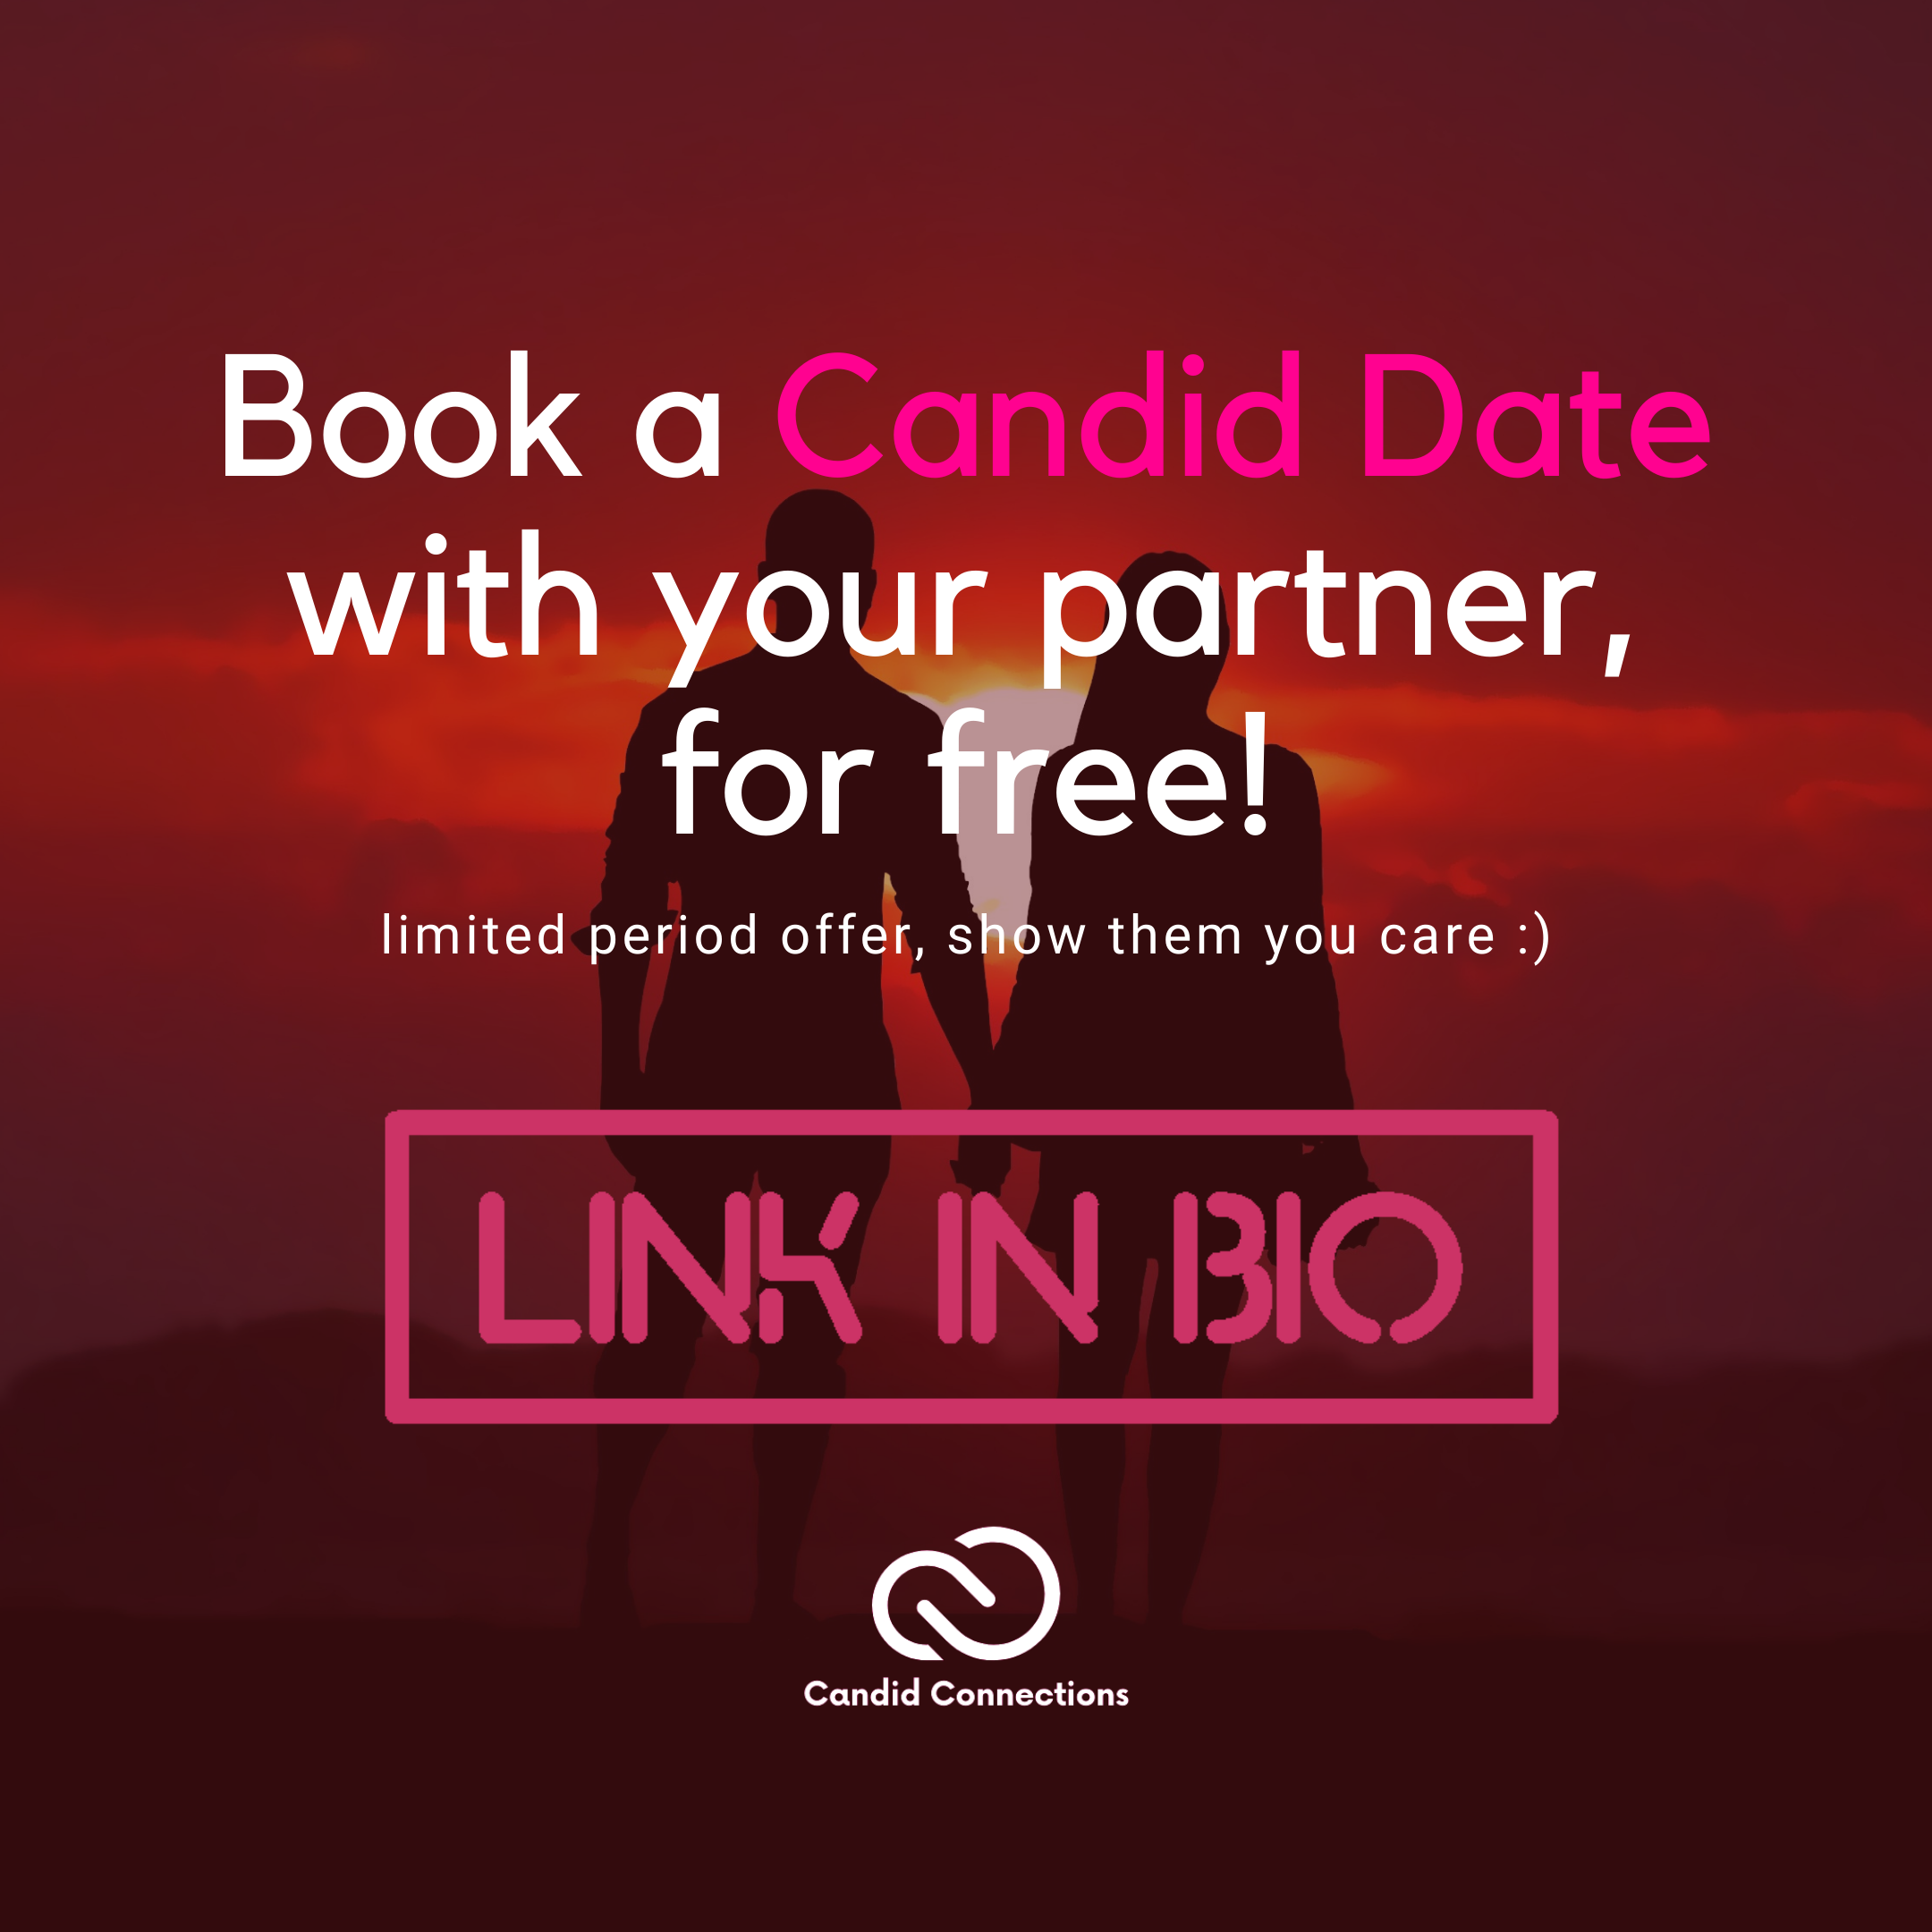 Book a Candid Date
with your partner,
for free!
limited period offer, show them you care :)
LINK IN BIO
Candid Connections